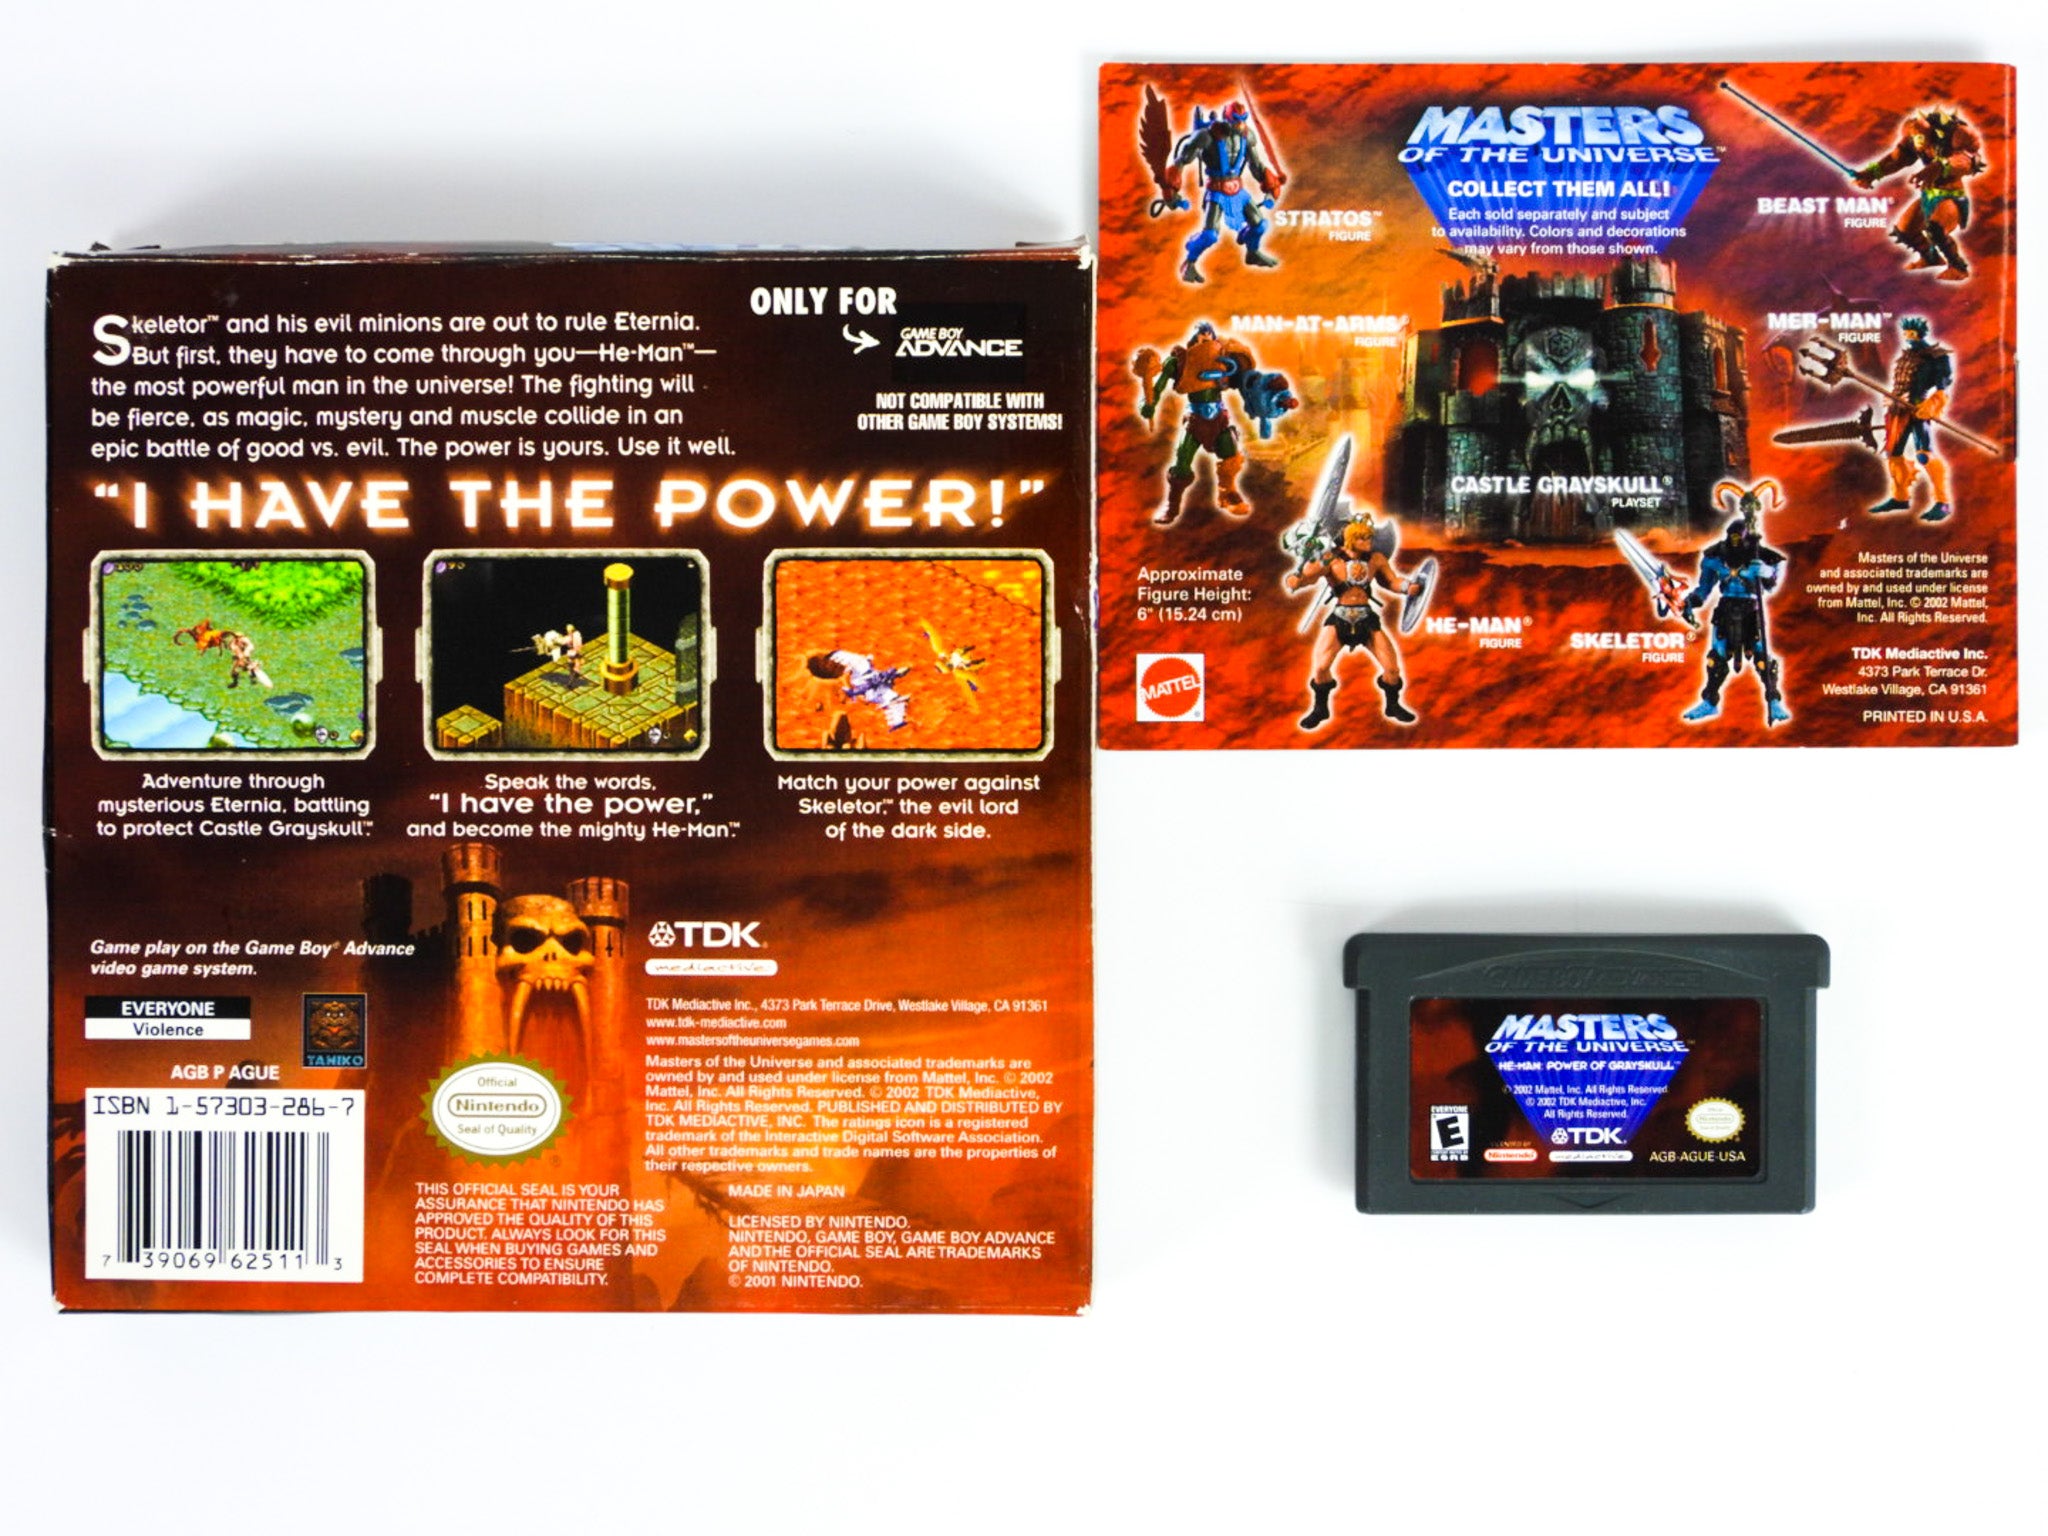 Skeletor™ and his evil minions are out to rule Eternia.
But first, they have to come through you—He-Man™—
the most powerful man in the universe! The fighting will
be fierce, as magic, mystery and muscle collide in an
epic battle of good vs. evil. The power is yours. Use it well.
ONLY FOR
GAME BOY
ADVANCE
NOT COMPATIBLE WITH
OTHER GAME BOY SYSTEMS!
"I HAVE THE POWER!"
Adventure through
mysterious Eternia, battling
to protect Castle Grayskull™.
Speak the words,
"I have the power,"
and become the mighty He-Man™.
Match your power against
Skeletor,™ the evil lord
of the dark side.
Game play on the Game Boy® Advance
video game system.
EVERYONE
Violence
TANIKO
AGB P AGUE
ISBN 1-57303-286-7
7 39069 62511 3
Official
Nintendo
Seal of Quality
®
THIS OFFICIAL SEAL IS YOUR
ASSURANCE THAT NINTENDO HAS
APPROVED THE QUALITY OF THIS
PRODUCT. ALWAYS LOOK FOR THIS
SEAL WHEN BUYING GAMES AND
ACCESSORIES TO ENSURE
COMPLETE COMPATIBILITY.
TDK®
mediactive
TDK Mediactive Inc., 4373 Park Terrace Drive, Westlake Village, CA 91361
www.tdk-mediactive.com
www.mastersoftheuniversegames.com
Masters of the Universe and associated trademarks are
owned by and used under license from Mattel, Inc. © 2002
Mattel, Inc. All Rights Reserved. © 2002 TDK Mediactive,
Inc. All Rights Reserved. PUBLISHED AND DISTRIBUTED BY
TDK MEDIACTIVE, INC. The ratings icon is a registered
trademark of the Interactive Digital Software Association.
All other trademarks and trade names are the properties of
their respective owners.
MADE IN JAPAN
LICENSED BY NINTENDO.
NINTENDO, GAME BOY, GAME BOY ADVANCE
AND THE OFFICIAL SEAL ARE TRADEMARKS
OF NINTENDO.
© 2001 NINTENDO.
MASTERS
OF THE UNIVERSE™
COLLECT THEM ALL!
Each sold separately and subject
to availability. Colors and decorations
may vary from those shown.
STRATOS™
FIGURE
BEAST MAN®
FIGURE
MAN-AT-ARMS®
FIGURE
MER-MAN™
FIGURE
CASTLE GRAYSKULL®
PLAYSET
Approximate
Figure Height:
6" (15.24 cm)
HE-MAN®
FIGURE
SKELETOR®
FIGURE
MATTEL®
Masters of the Universe
and associated trademarks are
owned by and used under license
from Mattel, Inc. © 2002 Mattel,
Inc. All Rights Reserved.
TDK Mediactive Inc.
4373 Park Terrace Dr.
Westlake Village, CA 91361
PRINTED IN U.S.A.
GAME BOY ADVANCE
MASTERS
OF THE UNIVERSE™
HE-MAN: POWER OF GRAYSKULL™
© 2002 Mattel, Inc. All Rights Reserved.
© 2002 TDK Mediactive, Inc.
All Rights Reserved.
EVERYONE
E
ESRB
LICENSED BY
Nintendo
TDK®
mediactive
AGB-AGUE-USA